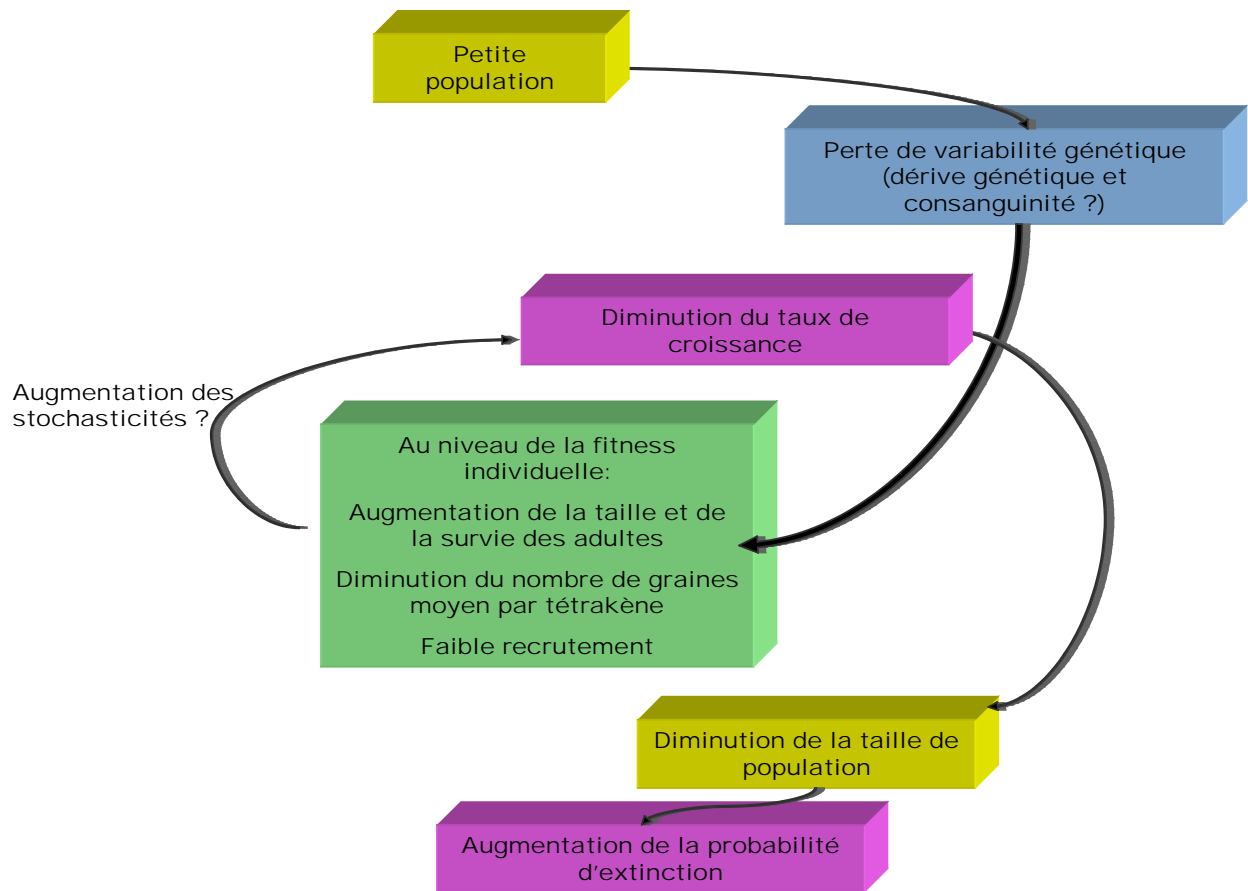 Petite
population
Perte de variabilité génétique
(dérive génétique et
consanguinité ?)
Diminution du taux de
croissance
Augmentation des
stochasticités ?
Au niveau de la fitness
individuelle:
Augmentation de la taille et de
la survie des adultes
Diminution du nombre de graines
moyen par tétrakène
Faible recrutement
Diminution de la taille de
population
Augmentation de la probabilité
d'extinction